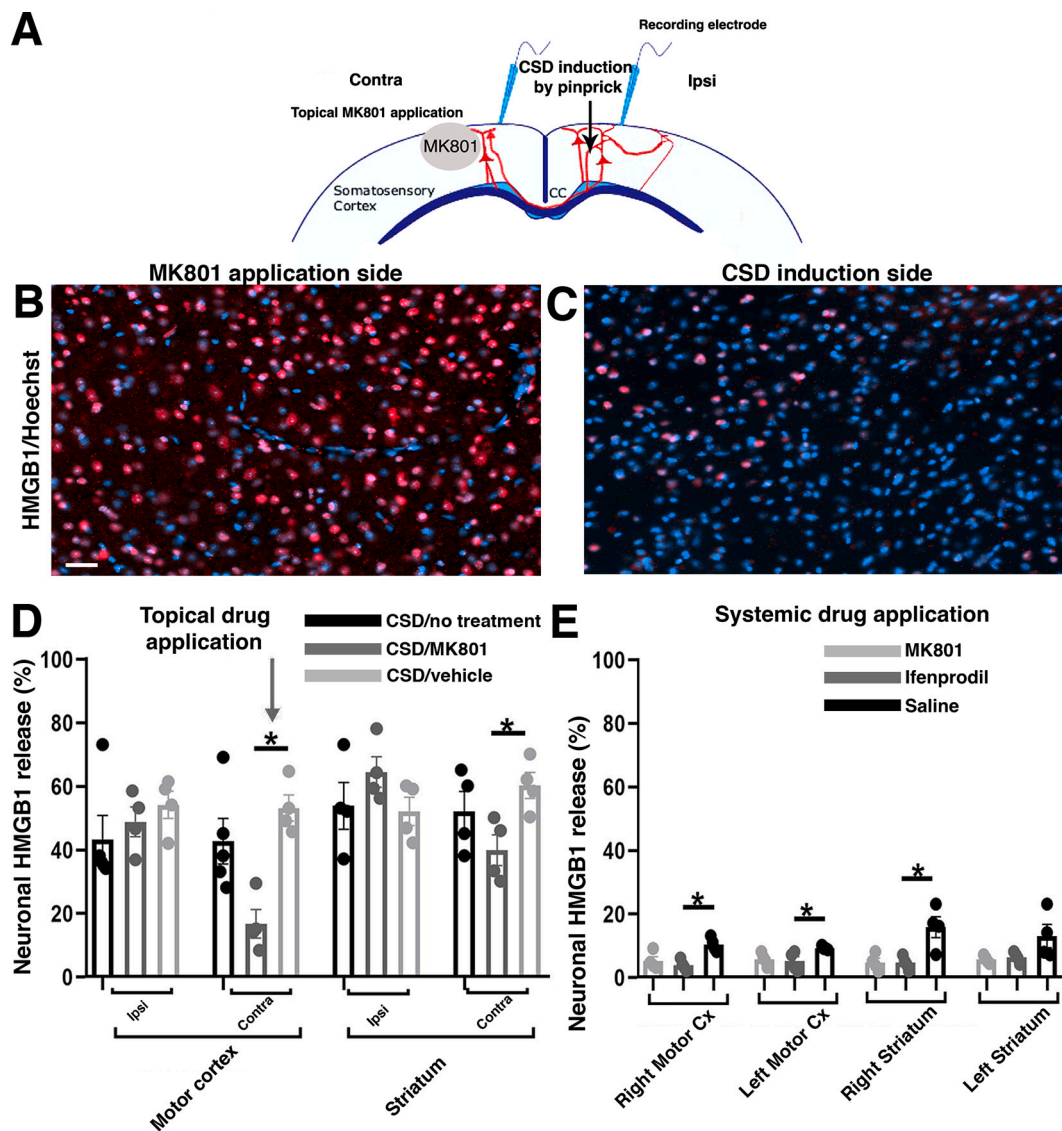 A
Recording electrode
CSD induction
by pinprick
Contra
Ipsi
Topical MK801 application
MK801
Somatosensory
Cortex
CC
MK801 application side
CSD induction side
B
C
HMGB1/Hoechst
D
Topical drug
application
CSD/no treatment
CSD/MK801
CSD/vehicle
Neuronal HMGB1 release (%)
100
80
60
40
20
0
*
*
Ipsi
Contra
Ipsi
Contra
Motor cortex
Striatum
E
Systemic drug application
MK801
Ifenprodil
Saline
Neuronal HMGB1 release (%)
100
80
60
40
20
0
*
*
*
Right Motor Cx
Left Motor Cx
Right Striatum
Left Striatum